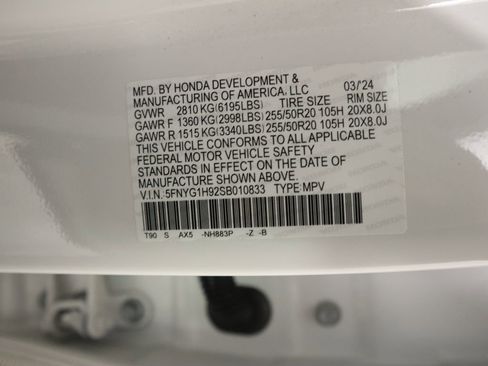 MFD. BY HONDA DEVELOPMENT &
MANUFACTURING OF AMERICA, LLC 03/'24
GVWR 2810 KG(6195LBS) TIRE SIZE RIM SIZE
GAWR F 1360 KG(2998LBS) 255/50R20 105H 20X8.0J
GAWR R 1515 KG(3340LBS) 255/50R20 105H 20X8.0J
THIS VEHICLE CONFORMS TO ALL APPLICABLE
FEDERAL MOTOR VEHICLE SAFETY
STANDARDS IN EFFECT ON THE DATE OF
MANUFACTURE SHOWN ABOVE.
V.I.N.:5FNYG1H92SB010833 TYPE:MPV
T90 S AX5 -NH883P -Z -B